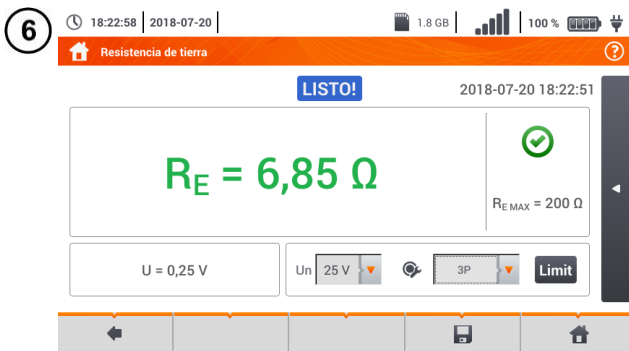 6
18:22:58 2018-07-20 1.8 GB 100 %
Resistencia de tierra ?
LISTO! 2018-07-20 18:22:51
RE = 6,85 Ω
RE MAX = 200 Ω
U = 0,25 V
Un 25 V 3P Limit